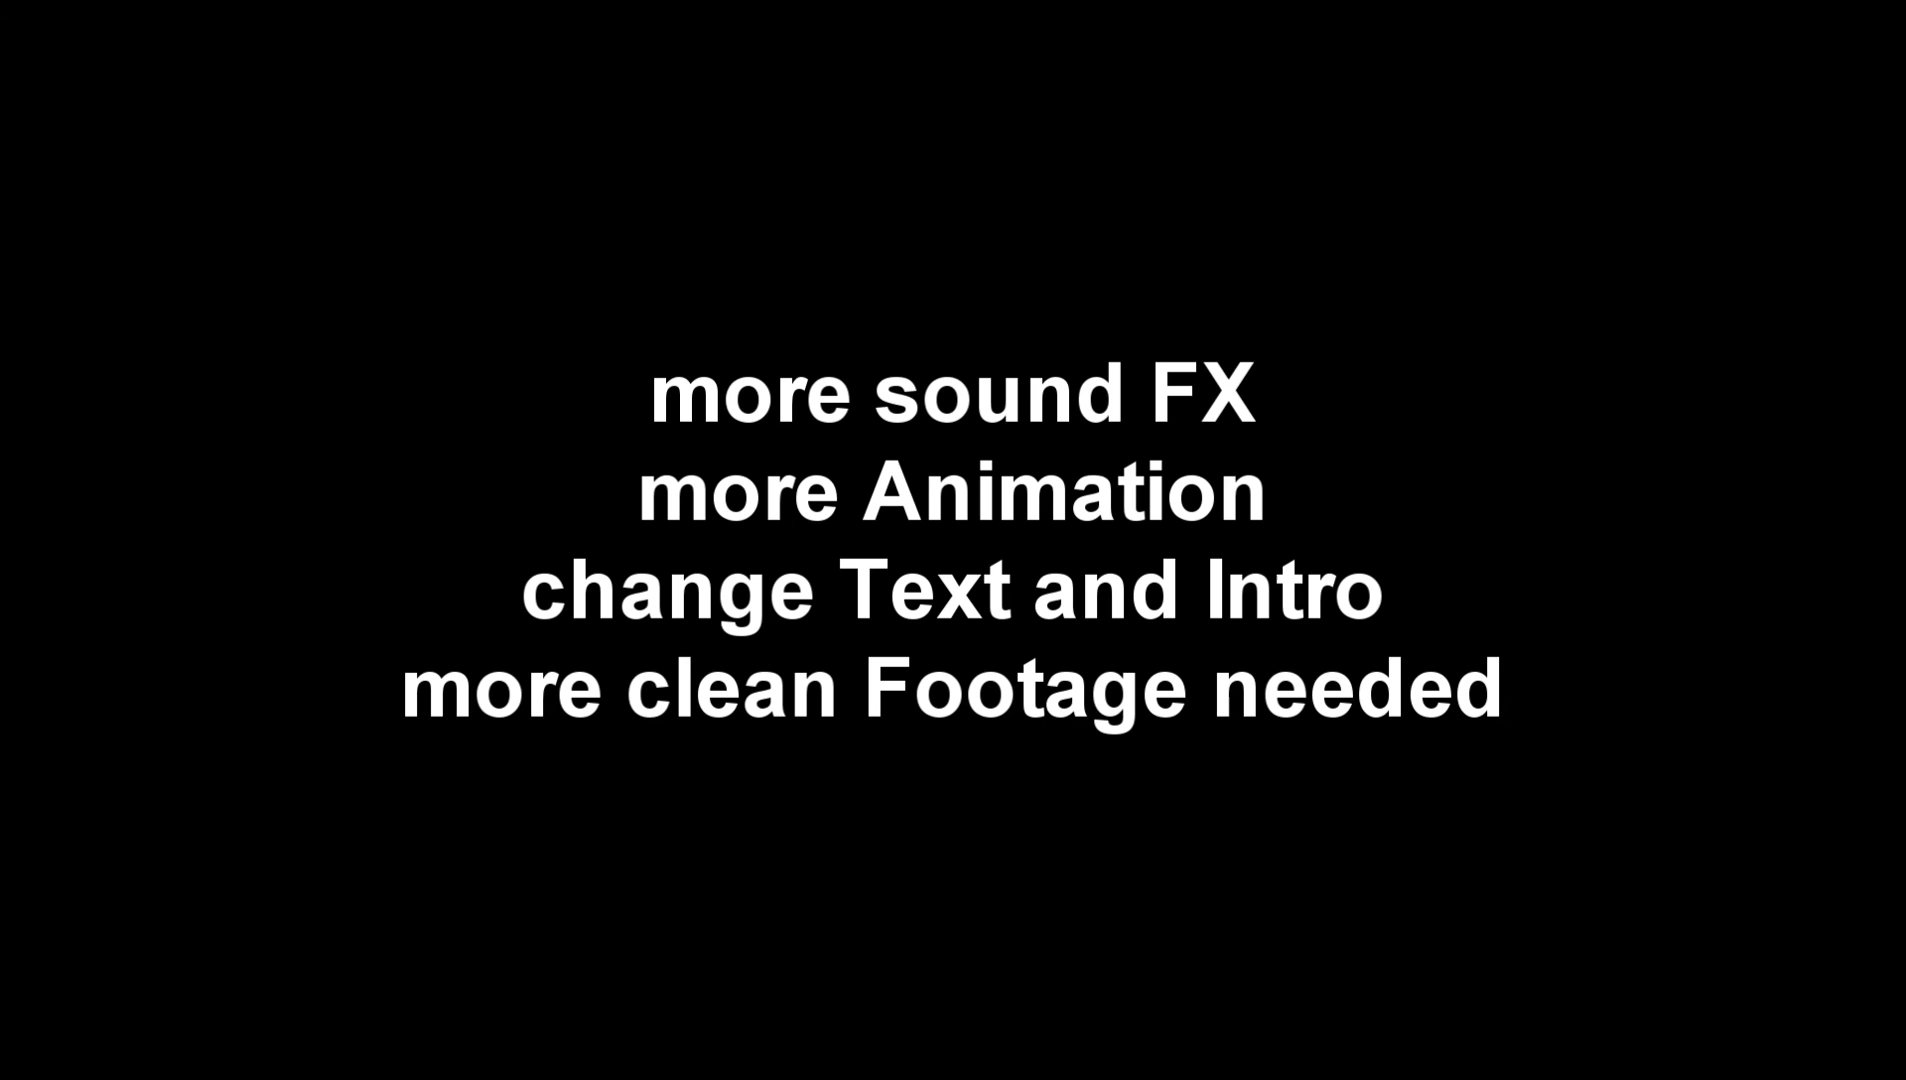 more sound FX
more Animation
change Text and Intro
more clean Footage needed